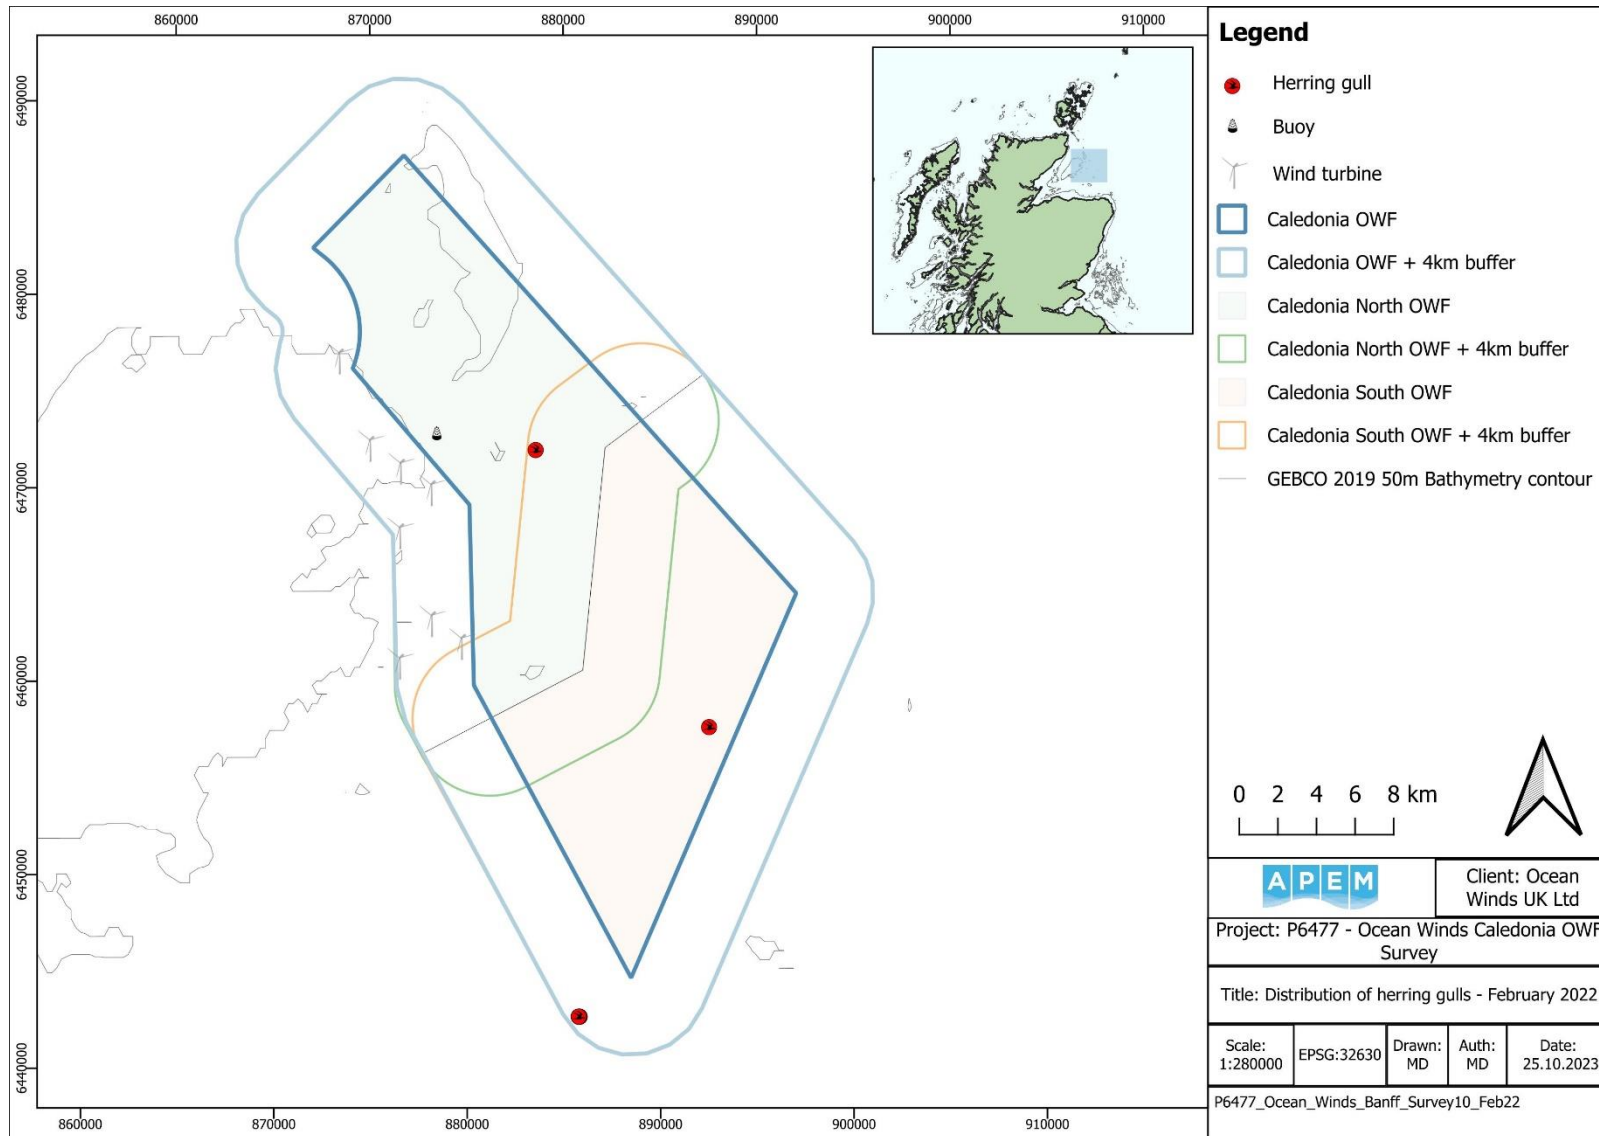 860000 870000 880000 890000 900000 910000
6490000
6480000
6470000
6460000
6450000
6440000
860000 870000 880000 890000 900000 910000
Legend
Herring gull
Buoy
Wind turbine
Caledonia OWF
Caledonia OWF + 4km buffer
Caledonia North OWF
Caledonia North OWF + 4km buffer
Caledonia South OWF
Caledonia South OWF + 4km buffer
GEBCO 2019 50m Bathymetry contour
0 2 4 6 8 km
APEM
Client: Ocean
Winds UK Ltd
Project: P6477 - Ocean Winds Caledonia OWF
Survey
Title: Distribution of herring gulls - February 2022
Scale:
1:280000
EPSG:32630
Drawn:
MD
Auth:
MD
Date:
25.10.2023
P6477_Ocean_Winds_Banff_Survey10_Feb22